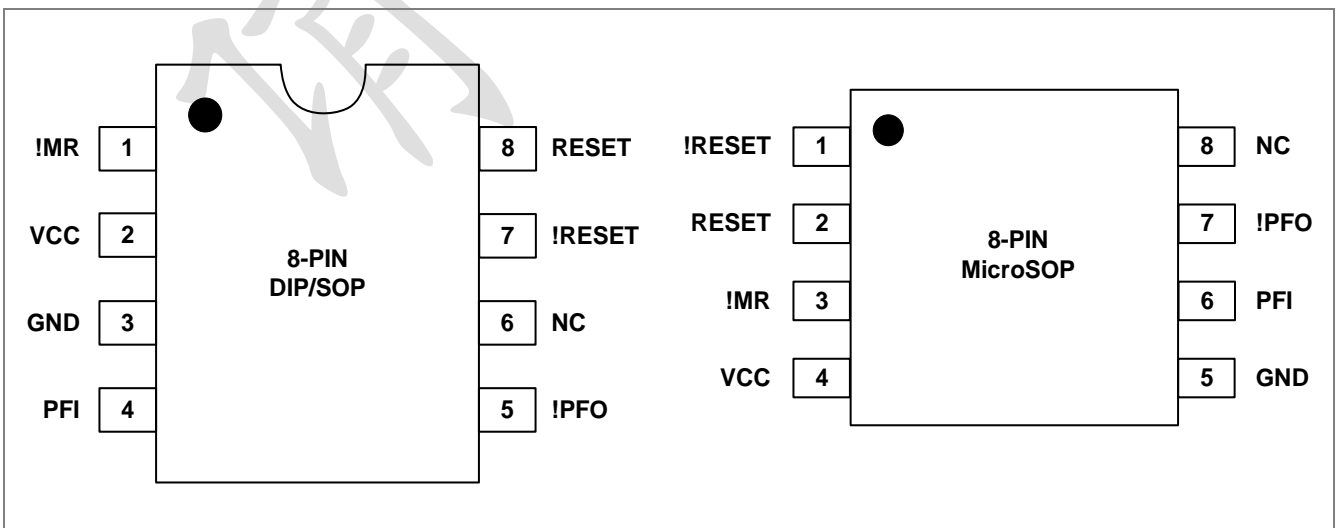 !MR 1
8 RESET
VCC 2
7 !RESET
8-PIN
DIP/SOP
GND 3
6 NC
PFI 4
5 !PFO
!RESET 1
8 NC
RESET 2
7 !PFO
8-PIN
MicroSOP
!MR 3
6 PFI
VCC 4
5 GND